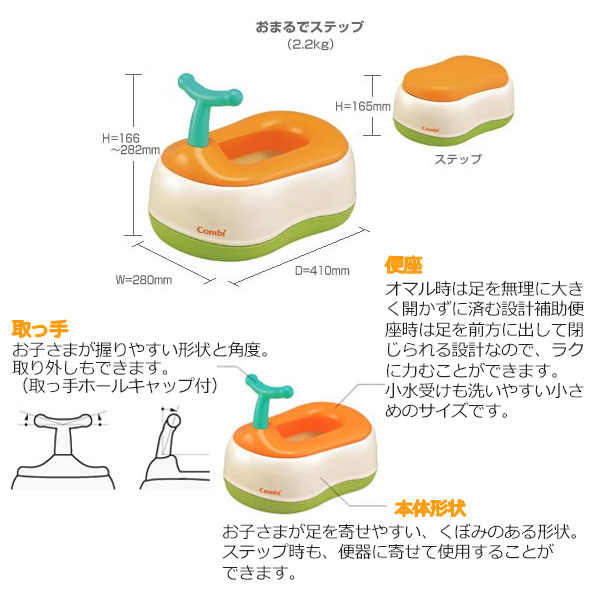 おまるでステップ
（2.2kg）
H=166
～282mm
H=165mm
ステップ
Combi
W=280mm
D=410mm
便座
オマル時は足を無理に大き
く開かずに済む設計補助便
座時は足を前方に出して閉
じられる設計なので、ラク
に力むことができます。
小水受けも洗いやすい小さ
めのサイズです。
取っ手
お子さまが握りやすい形状と角度。
取り外しもできます。
（取っ手ホールキャップ付）
Combi
本体形状
お子さまが足を寄せやすい、くぼみのある形状。
ステップ時も、便器に寄せて使用することが
できます。